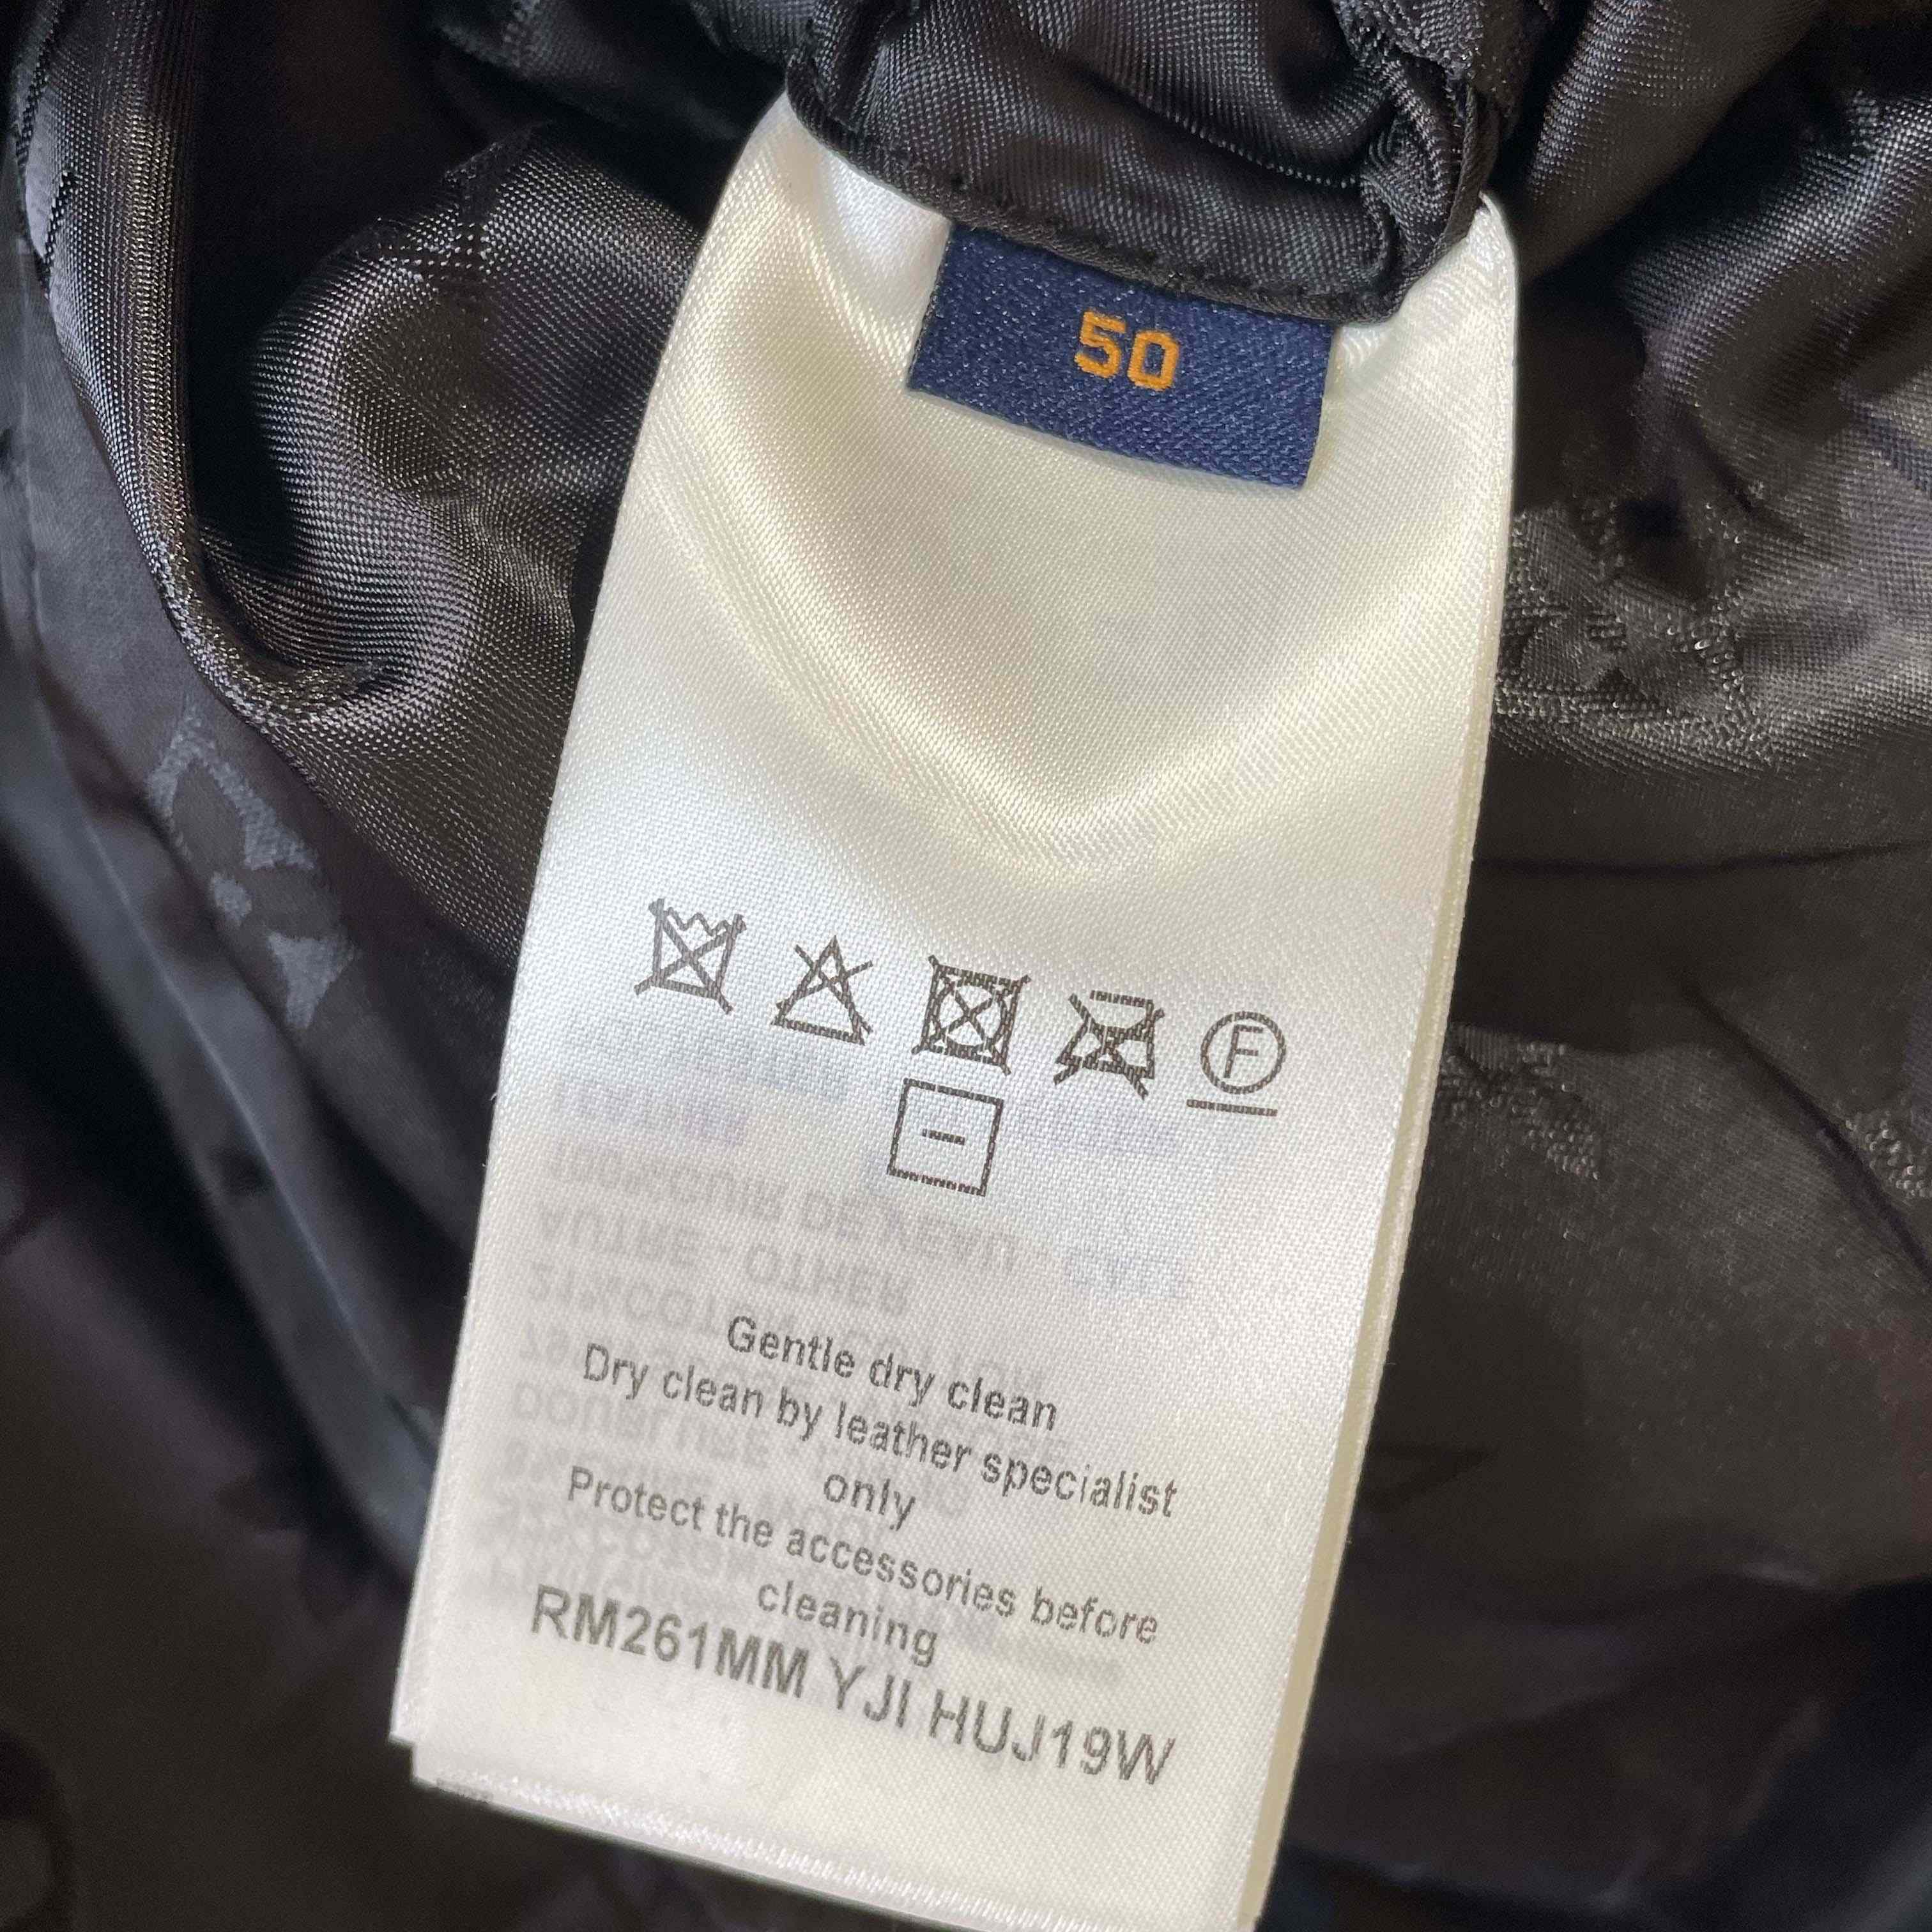 50
F
Gentle dry clean
Dry clean by leather specialist
only
Protect the accessories before
cleaning
RM261MM YJI HUJ19W